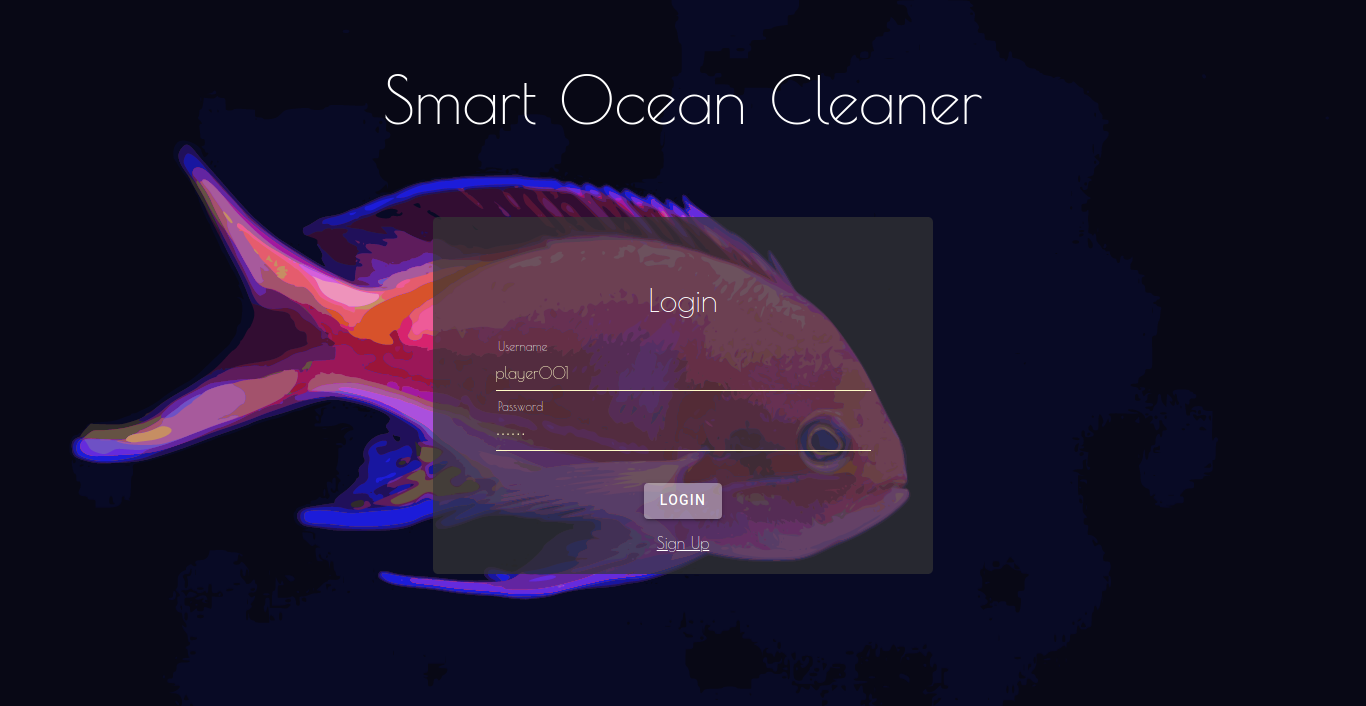 Smart Ocean Cleaner
Login
Username
player001
Password
......
LOGIN
Sign Up